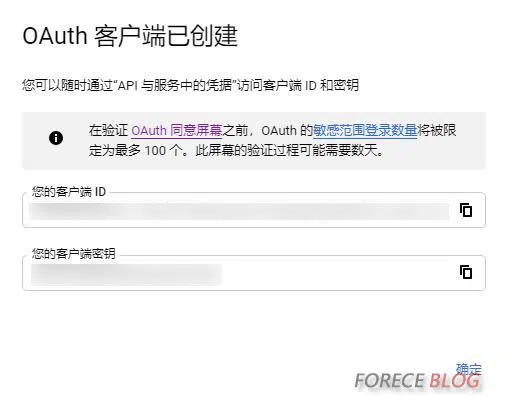 OAuth 客户端已创建
您可以随时通过“API 与服务中的凭据”访问客户端 ID 和密钥
在验证 OAuth 同意屏幕之前，OAuth 的敏感范围登录数量将被限
定为最多 100 个。此屏幕的验证过程可能需要数天。
您的客户端 ID
您的客户端密钥
确定
FORECE BLOG